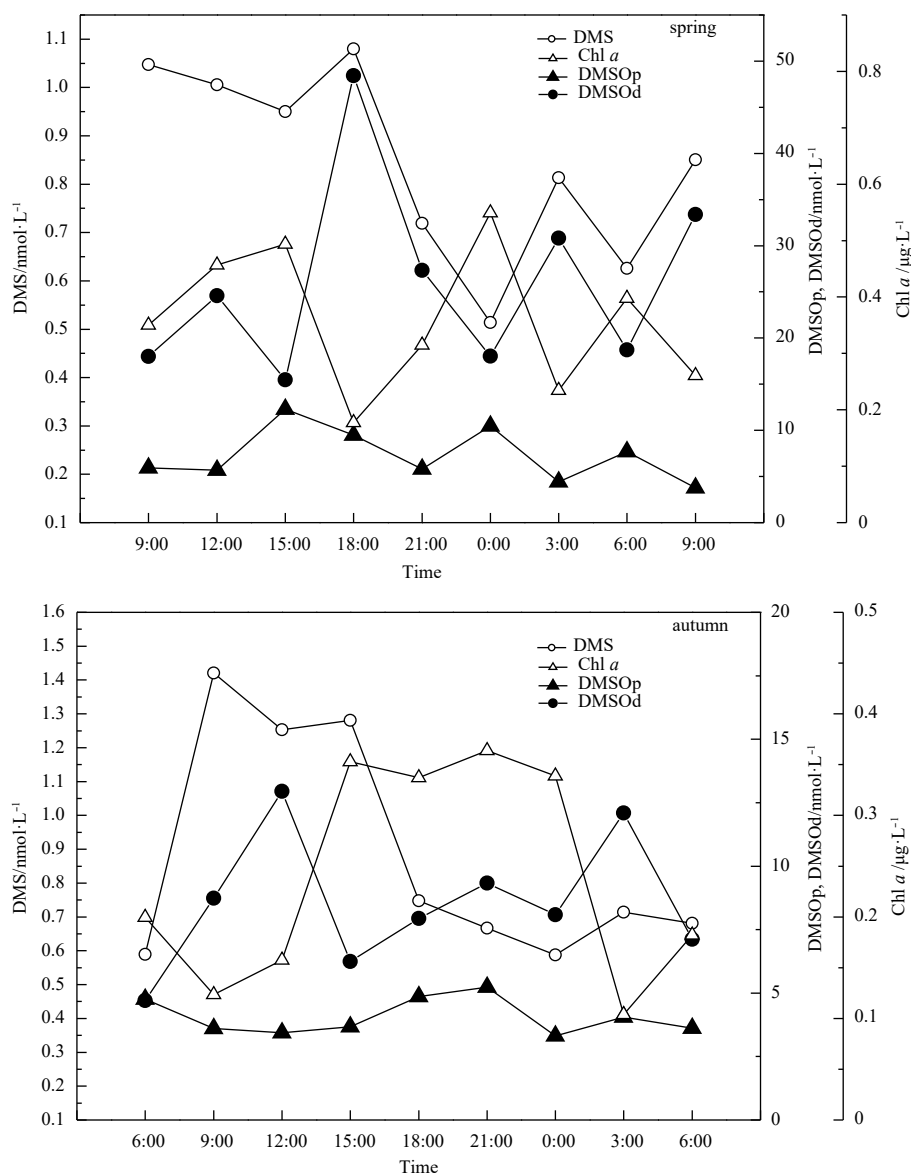 spring
DMS
Chl a
DMSOp
DMSOd
1.1
1.0
0.9
0.8
0.7
0.6
0.5
0.4
0.3
0.2
0.1
DMS/nmol·L⁻¹
50
40
30
20
10
0
DMSOp, DMSOd/nmol·L⁻¹
0.8
0.6
0.4
0.2
0
Chl a /μg·L⁻¹
9:00 12:00 15:00 18:00 21:00 0:00 3:00 6:00 9:00
Time
autumn
DMS
Chl a
DMSOp
DMSOd
1.6
1.5
1.4
1.3
1.2
1.1
1.0
0.9
0.8
0.7
0.6
0.5
0.4
0.3
0.2
0.1
DMS/nmol·L⁻¹
20
15
10
5
0
DMSOp, DMSOd/nmol·L⁻¹
0.5
0.4
0.3
0.2
0.1
0
Chl a /μg·L⁻¹
6:00 9:00 12:00 15:00 18:00 21:00 0:00 3:00 6:00
Time